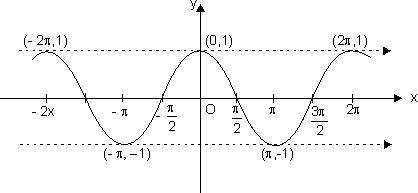 y
(- 2π,1) (0,1) (2π,1)
x
- 2x - π - π/2 O π/2 π 3π/2 2π
(- π, -1) (π,-1)